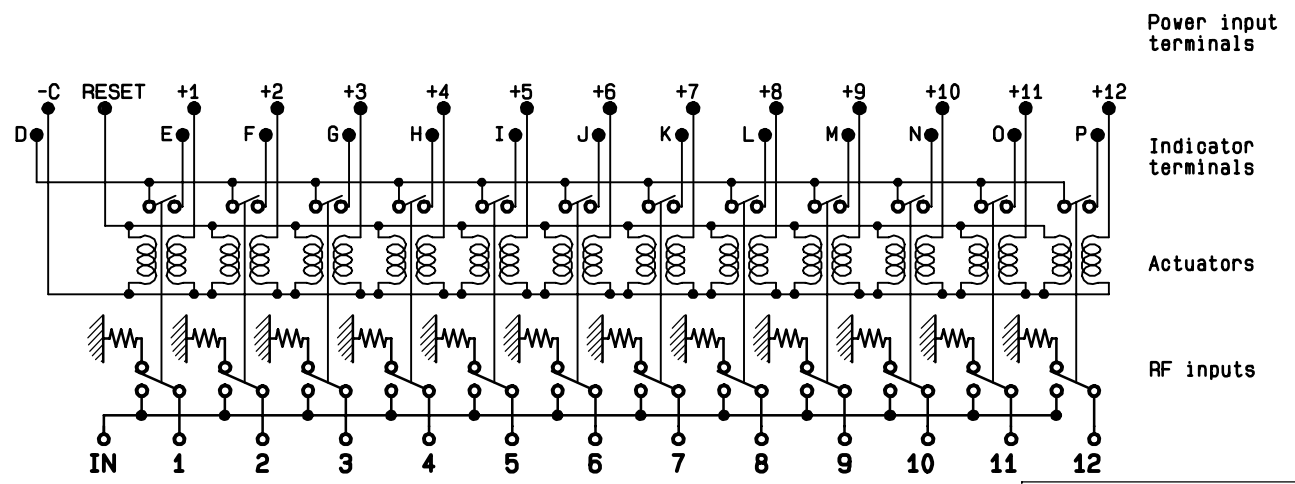 Power input
terminals
-C RESET +1 +2 +3 +4 +5 +6 +7 +8 +9 +10 +11 +12
D E F G H I J K L M N O P
Indicator
terminals
Actuators
RF inputs
IN 1 2 3 4 5 6 7 8 9 10 11 12